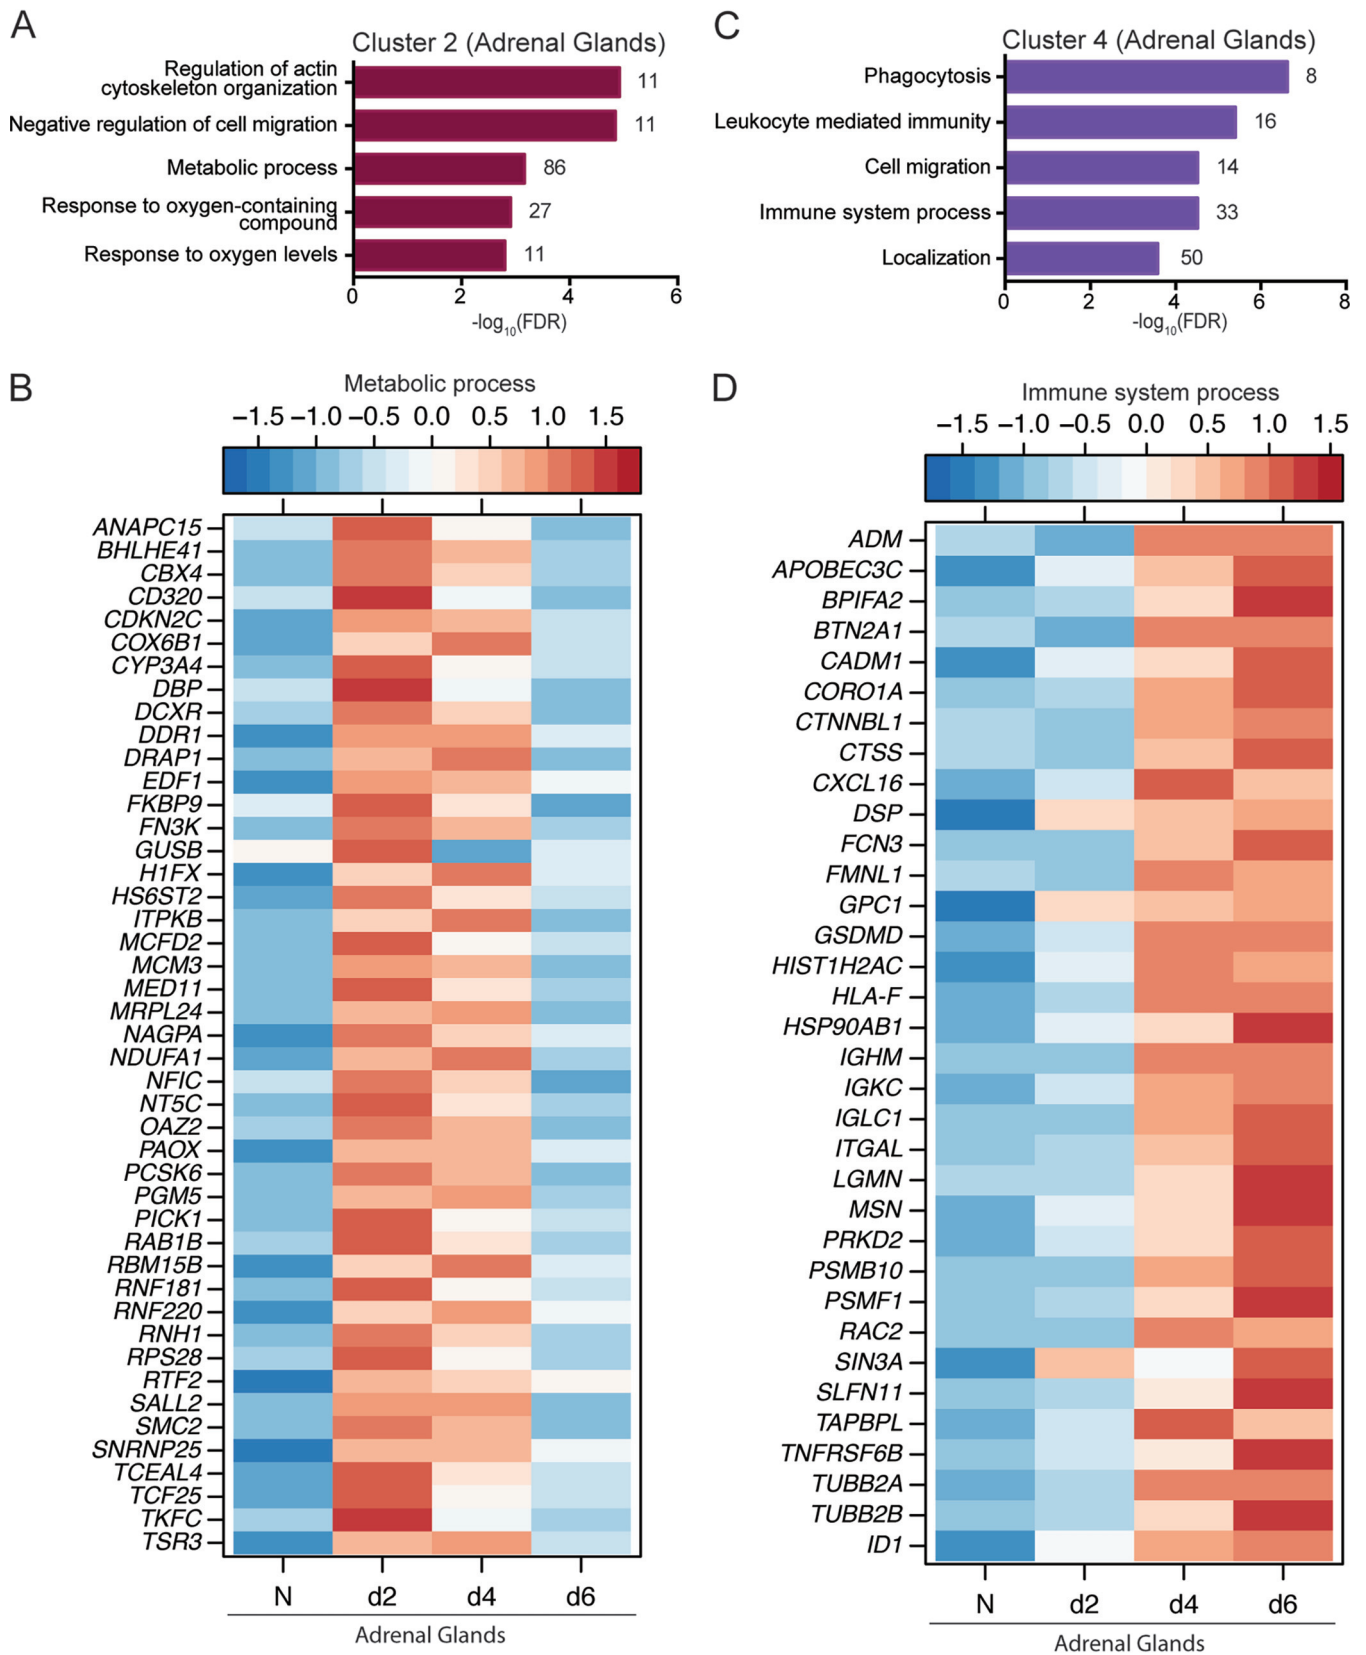 A
Cluster 2 (Adrenal Glands)
Regulation of actin
cytoskeleton organization
11
Negative regulation of cell migration
11
Metabolic process
86
Response to oxygen-containing
compound
27
Response to oxygen levels
11
0 2 4 6
-log10(FDR)
C
Cluster 4 (Adrenal Glands)
Phagocytosis
8
Leukocyte mediated immunity
16
Cell migration
14
Immune system process
33
Localization
50
0 2 4 6 8
-log10(FDR)
B
Metabolic process
−1.5 −1.0 −0.5 0.0 0.5 1.0 1.5
ANAPC15
BHLHE41
CBX4
CD320
CDKN2C
COX6B1
CYP3A4
DBP
DCXR
DDR1
DRAP1
EDF1
FKBP9
FN3K
GUSB
H1FX
HS6ST2
ITPKB
MCFD2
MCM3
MED11
MRPL24
NAGPA
NDUFA1
NFIC
NT5C
OAZ2
PAOX
PCSK6
PGM5
PICK1
RAB1B
RBM15B
RNF181
RNF220
RNH1
RPS28
RTF2
SALL2
SMC2
SNRNP25
TCEAL4
TCF25
TKFC
TSR3
N d2 d4 d6
Adrenal Glands
D
Immune system process
−1.5 −1.0 −0.5 0.0 0.5 1.0 1.5
ADM
APOBEC3C
BPIFA2
BTN2A1
CADM1
CORO1A
CTNNBL1
CTSS
CXCL16
DSP
FCN3
FMNL1
GPC1
GSDMD
HIST1H2AC
HLA-F
HSP90AB1
IGHM
IGKC
IGLC1
ITGAL
LGMN
MSN
PRKD2
PSMB10
PSMF1
RAC2
SIN3A
SLFN11
TAPBPL
TNFRSF6B
TUBB2A
TUBB2B
ID1
N d2 d4 d6
Adrenal Glands